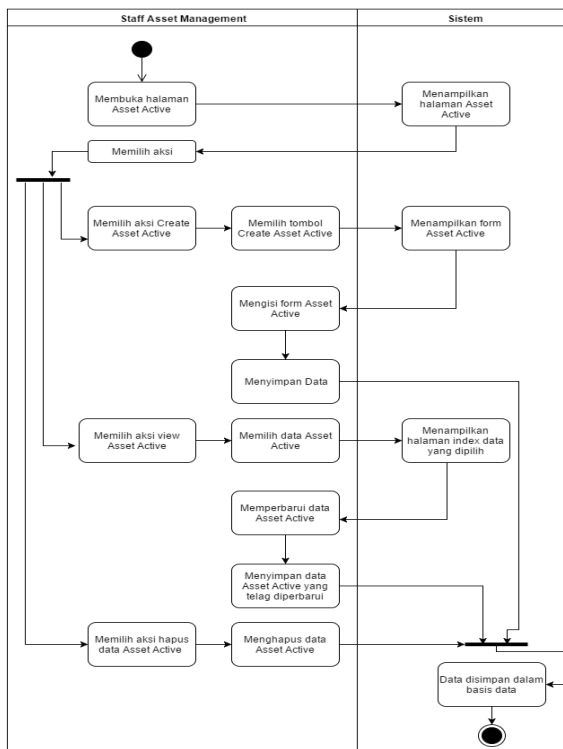 Staff Asset Management
Sistem
Membuka halaman
Asset Active
Menampilkan
halaman Asset
Active
Memilih aksi
Memilih aksi Create
Asset Active
Memilih tombol
Create Asset Active
Menampilkan form
Asset Active
Mengisi form Asset
Active
Menyimpan Data
Memilih aksi view
Asset Active
Memilih data Asset
Active
Menampilkan
halaman index data
yang dipilih
Memperbarui data
Asset Active
Menyimpan data
Asset Active yang
telag diperbarui
Memilih aksi hapus
data Asset Active
Menghapus data
Asset Active
Data disimpan dalam
basis data